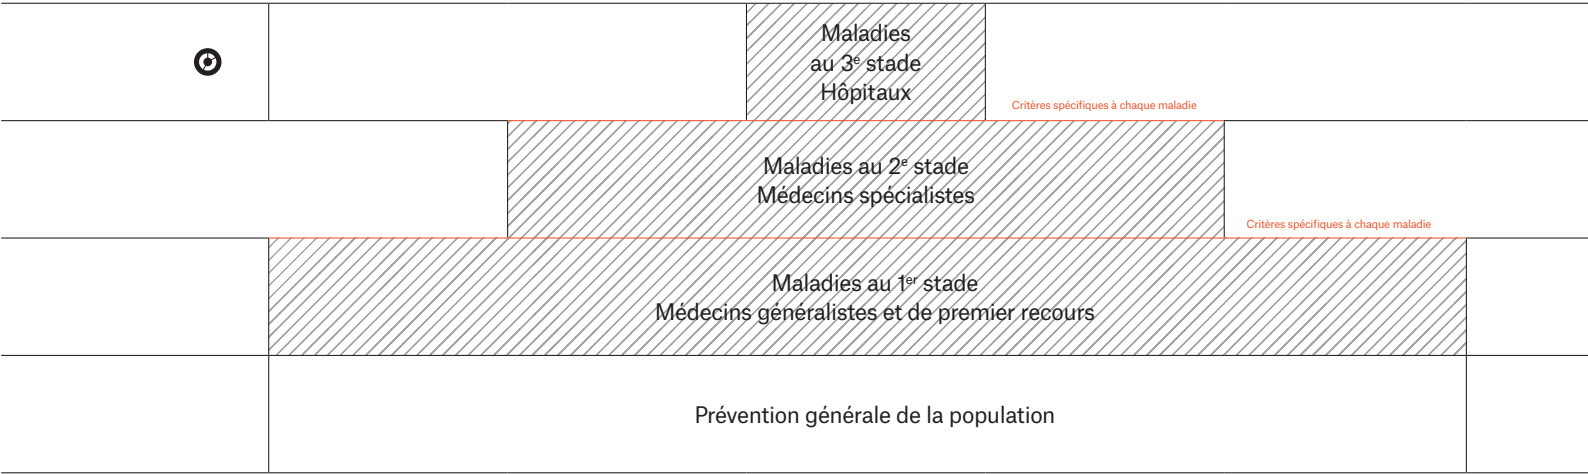 Maladies
au 3e stade
Hôpitaux
Critères spécifiques à chaque maladie
Maladies au 2e stade
Médecins spécialistes
Critères spécifiques à chaque maladie
Maladies au 1er stade
Médecins généralistes et de premier recours
Prévention générale de la population